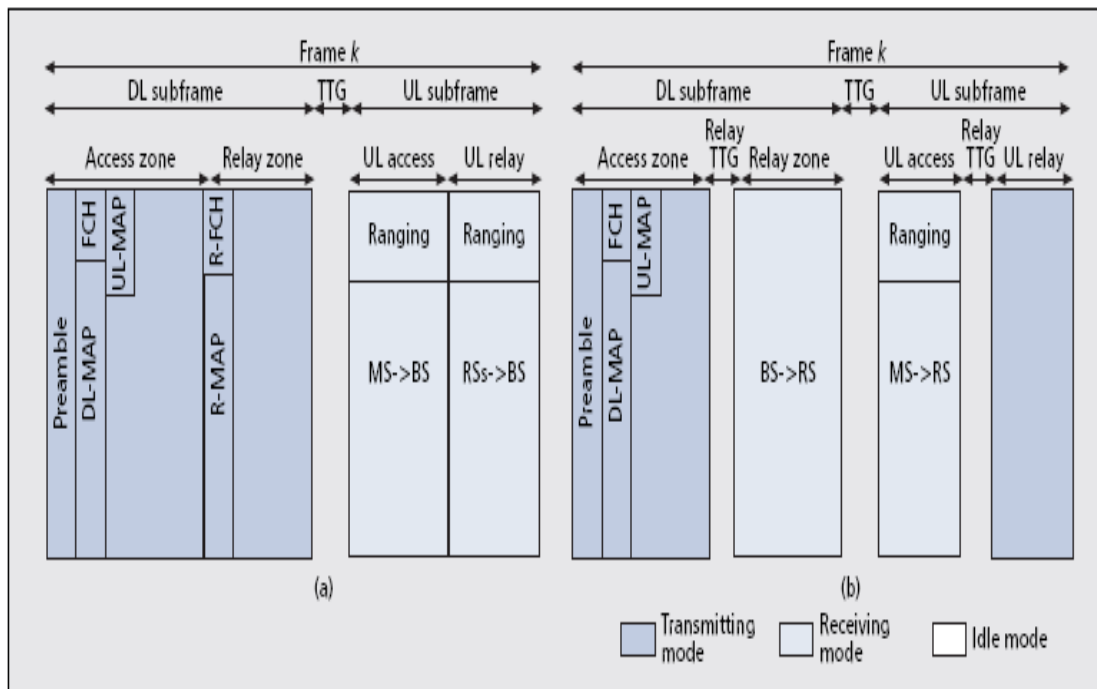 Frame k
DL subframe
TTG
UL subframe
Access zone
Relay zone
UL access
UL relay
Preamble
FCH
DL-MAP
UL-MAP
R-FCH
R-MAP
Ranging
Ranging
MS->BS
RSs->BS
(a)
Frame k
DL subframe
TTG
UL subframe
Access zone
Relay
TTG
Relay zone
UL access
Relay
TTG
UL relay
Preamble
FCH
DL-MAP
UL-MAP
BS->RS
Ranging
MS->RS
(b)
Transmitting
mode
Receiving
mode
Idle mode